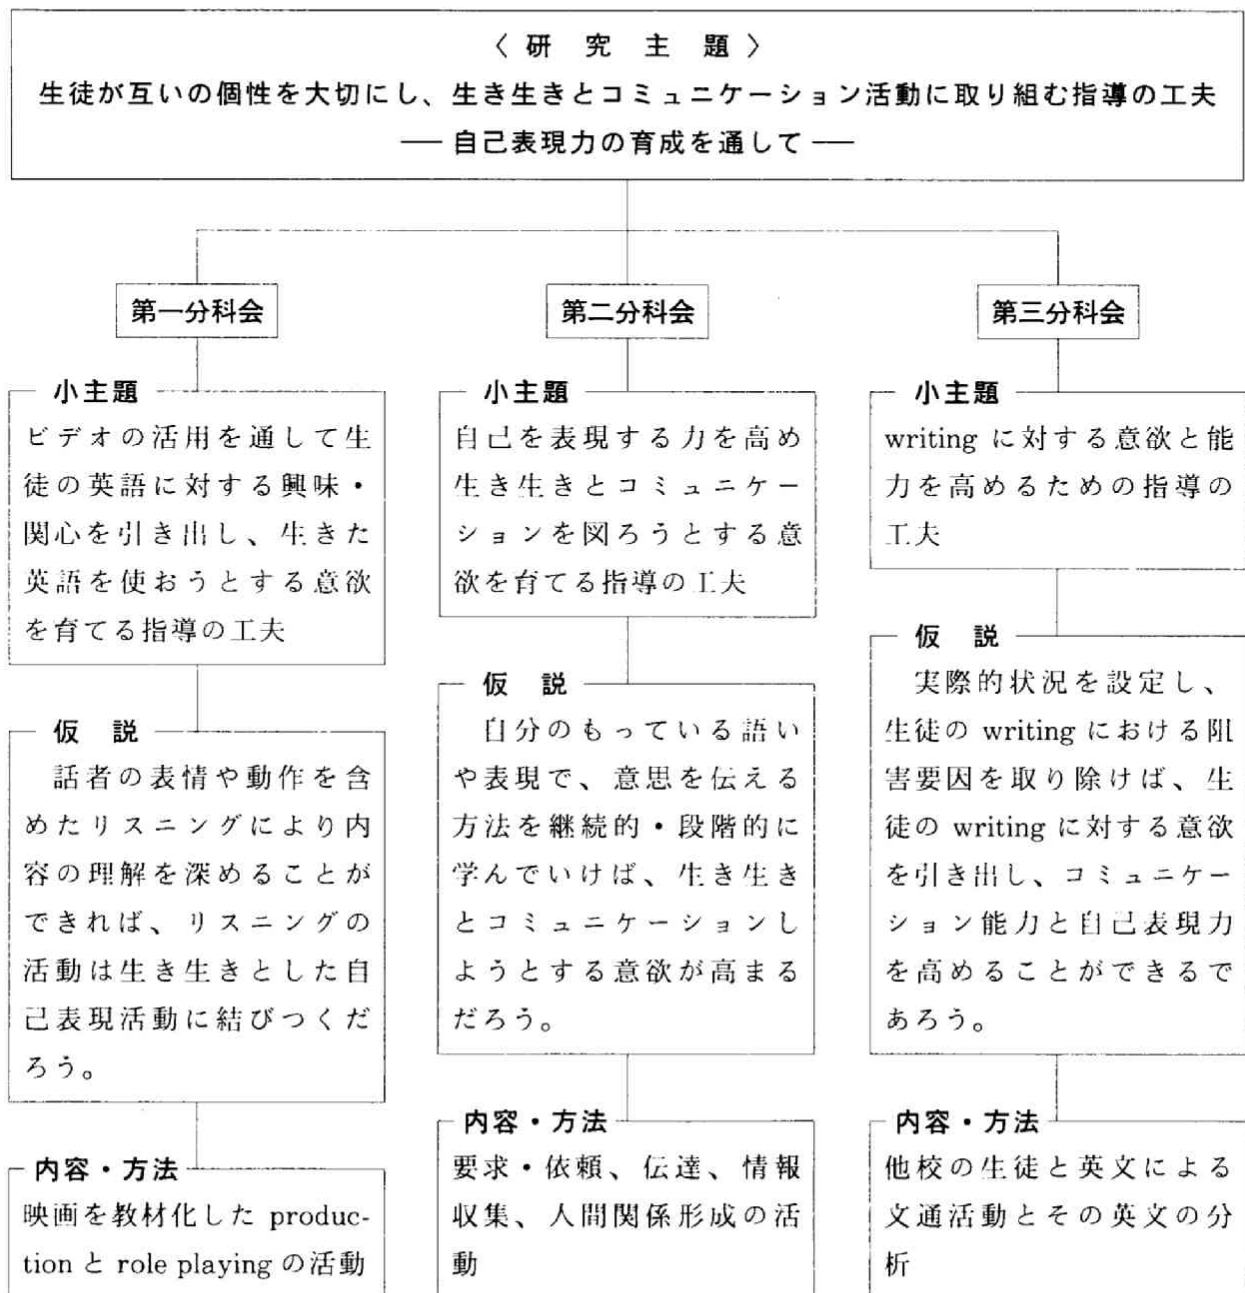 〈研究主題〉
生徒が互いの個性を大切にし、生き生きとコミュニケーション活動に取り組む指導の工夫
── 自己表現力の育成を通して ──
第一分科会
小主題
ビデオの活用を通して生
徒の英語に対する興味・
関心を引き出し、生きた
英語を使おうとする意欲
を育てる指導の工夫
仮 説
話者の表情や動作を含
めたリスニングにより内
容の理解を深めることが
できれば、リスニングの
活動は生き生きとした自
己表現活動に結びつくだ
ろう。
内容・方法
映画を教材化した produc-
tion と role playing の活動
第二分科会
小主題
自己を表現する力を高め
生き生きとコミュニケー
ションを図ろうとする意
欲を育てる指導の工夫
仮 説
自分のもっている語い
や表現で、意思を伝える
方法を継続的・段階的に
学んでいけば、生き生き
とコミュニケーションし
ようとする意欲が高まる
だろう。
内容・方法
要求・依頼、伝達、情報
収集、人間関係形成の活
動
第三分科会
小主題
writing に対する意欲と能
力を高めるための指導の
工夫
仮 説
実際的状況を設定し、
生徒の writing における阻
害要因を取り除けば、生
徒の writing に対する意欲
を引き出し、コミュニケー
ション能力と自己表現力
を高めることができるで
あろう。
内容・方法
他校の生徒と英文による
文通活動とその英文の分
析